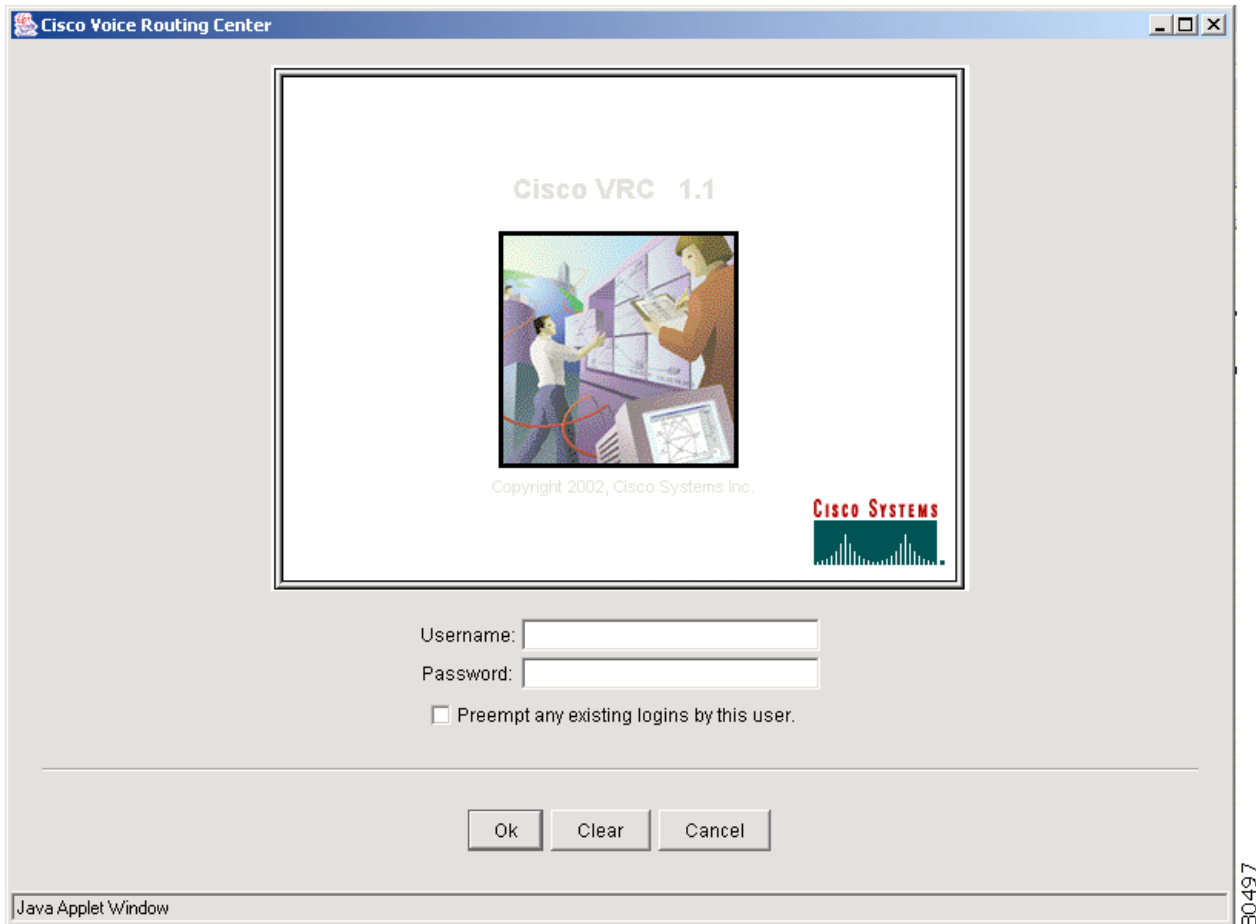 Cisco Voice Routing Center
Cisco VRC 1.1
Copyright 2002, Cisco Systems Inc.
CISCO SYSTEMS
Username:
Password:
Preempt any existing logins by this user.
Ok
Clear
Cancel
Java Applet Window
80497